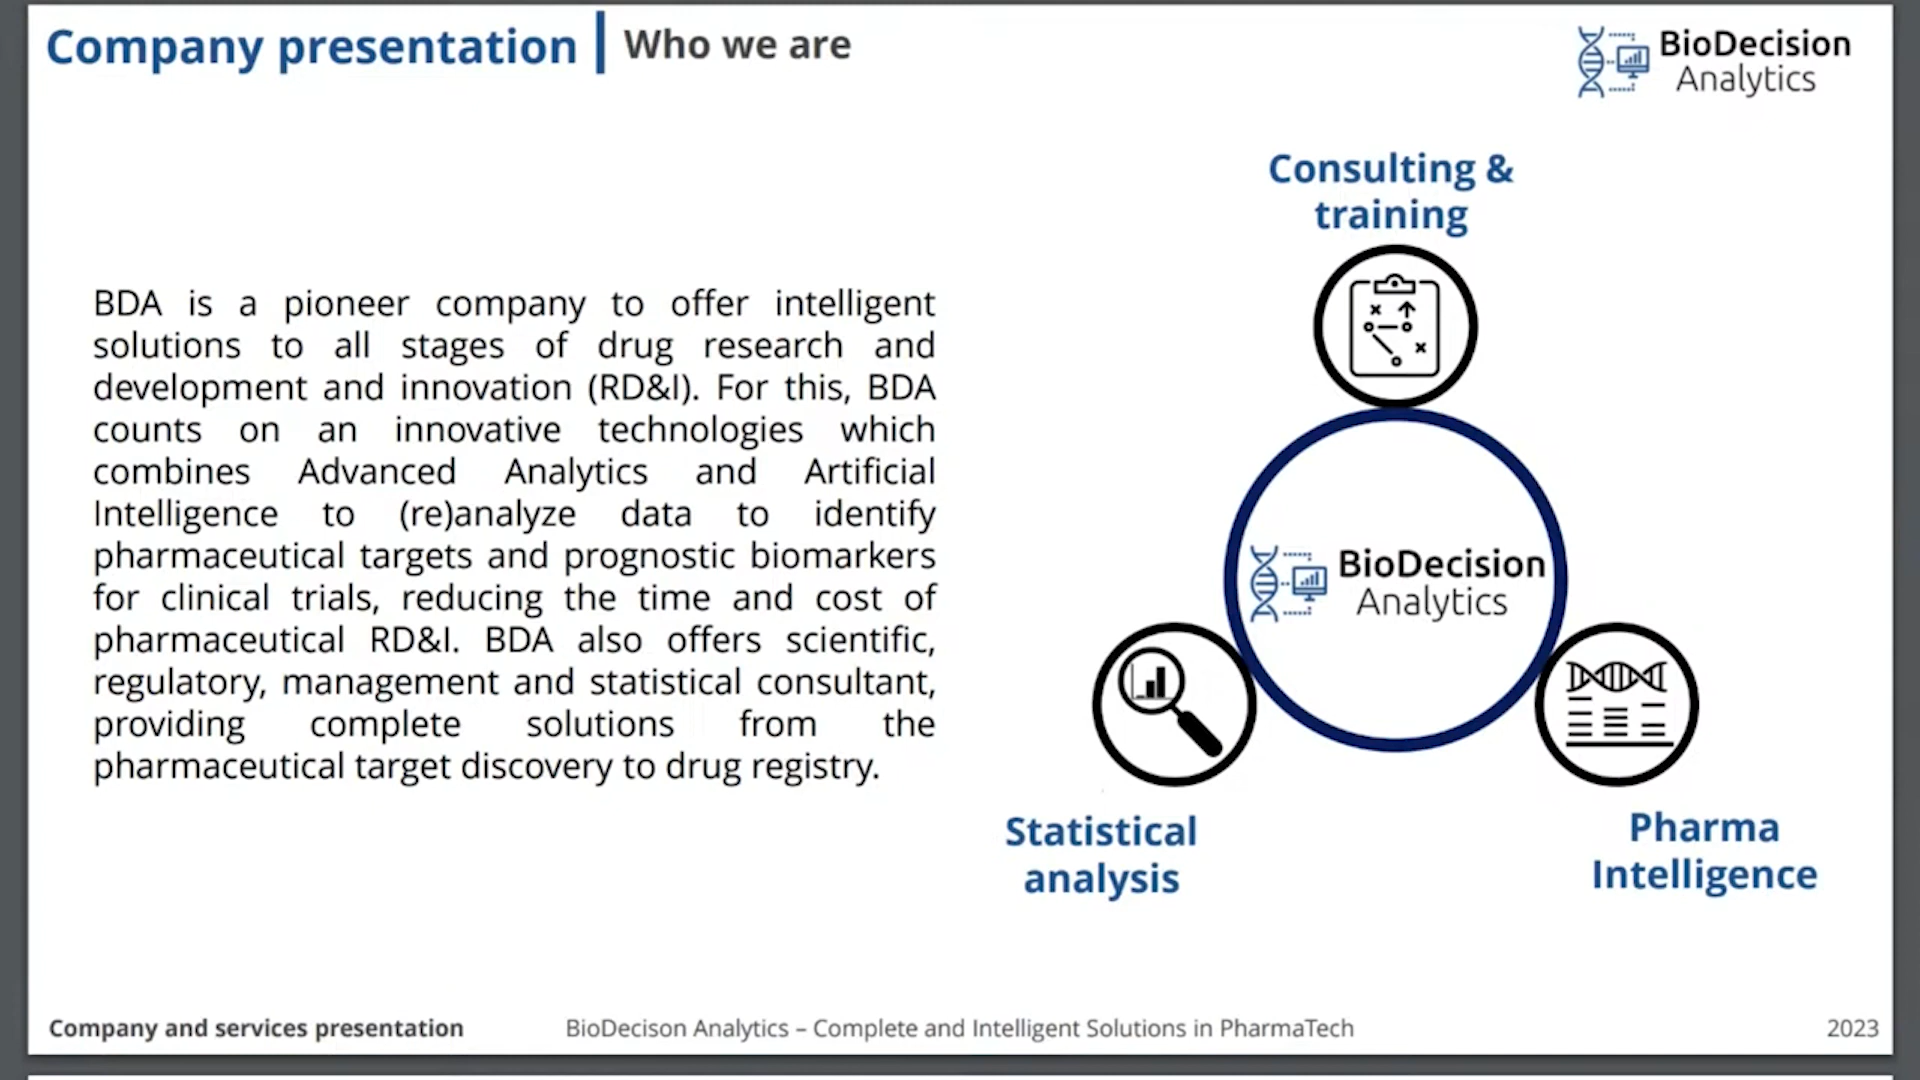 Company presentation | Who we are
BioDecision
Analytics
Consulting &
training
BDA is a pioneer company to offer intelligent
solutions to all stages of drug research and
development and innovation (RD&I). For this, BDA
counts on an innovative technologies which
combines Advanced Analytics and Artificial
Intelligence to (re)analyze data to identify
pharmaceutical targets and prognostic biomarkers
for clinical trials, reducing the time and cost of
pharmaceutical RD&I. BDA also offers scientific,
regulatory, management and statistical consultant,
providing complete solutions from the
pharmaceutical target discovery to drug registry.
BioDecision
Analytics
Statistical
analysis
Pharma
Intelligence
Company and services presentation
BioDecison Analytics – Complete and Intelligent Solutions in PharmaTech
2023